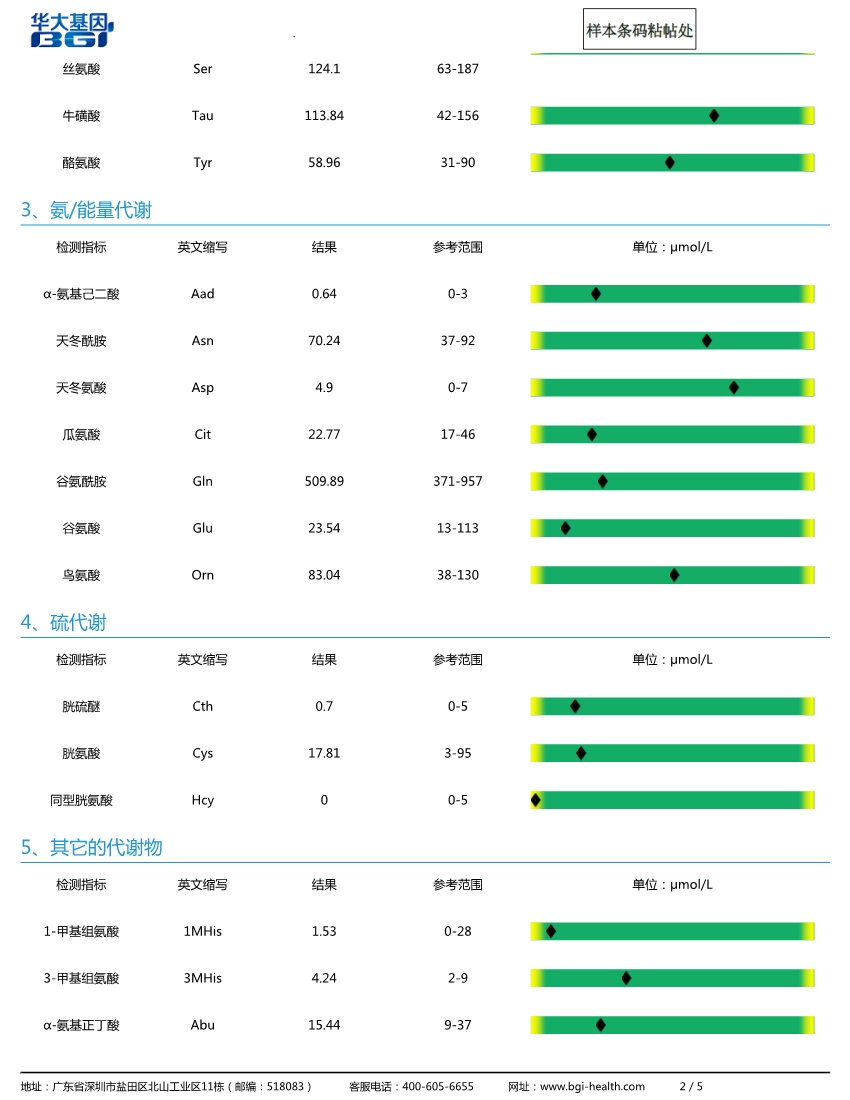 华大基因
BGI
样本条码粘帖处
丝氨酸 Ser 124.1 63-187
牛磺酸 Tau 113.84 42-156
酪氨酸 Tyr 58.96 31-90
3、氨/能量代谢
检测指标 英文缩写 结果 参考范围 单位：μmol/L
α-氨基己二酸 Aad 0.64 0-3
天冬酰胺 Asn 70.24 37-92
天冬氨酸 Asp 4.9 0-7
瓜氨酸 Cit 22.77 17-46
谷氨酰胺 Gln 509.89 371-957
谷氨酸 Glu 23.54 13-113
鸟氨酸 Orn 83.04 38-130
4、硫代谢
检测指标 英文缩写 结果 参考范围 单位：μmol/L
胱硫醚 Cth 0.7 0-5
胱氨酸 Cys 17.81 3-95
同型胱氨酸 Hcy 0 0-5
5、其它的代谢物
检测指标 英文缩写 结果 参考范围 单位：μmol/L
1-甲基组氨酸 1MHis 1.53 0-28
3-甲基组氨酸 3MHis 4.24 2-9
α-氨基正丁酸 Abu 15.44 9-37
地址：广东省深圳市盐田区北山工业区11栋（邮编：518083） 客服电话：400-605-6655 网址：www.bgi-health.com 2 / 5